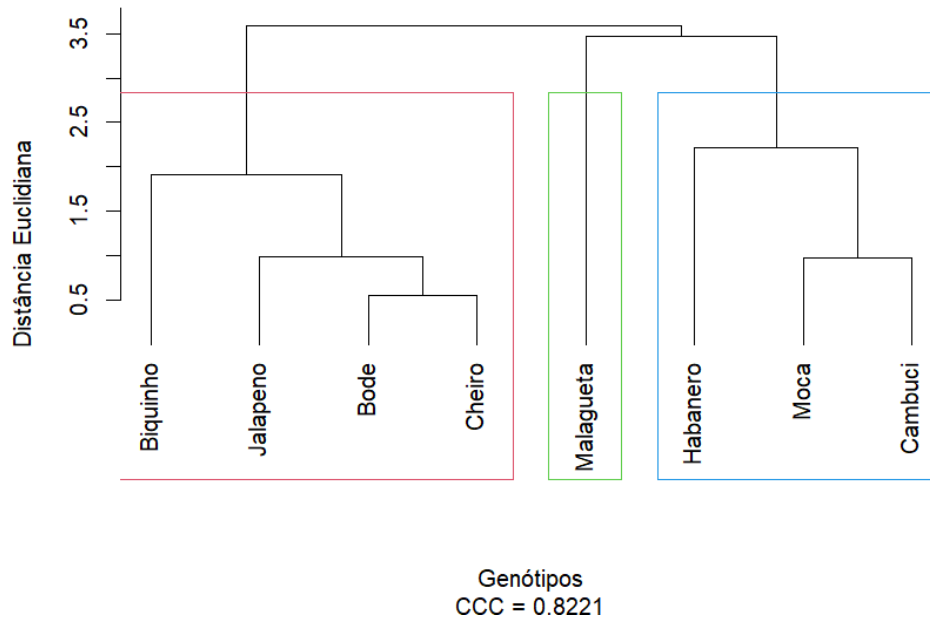 Distância Euclidiana
3.5
2.5
1.5
0.5
Biquinho
Jalapeno
Bode
Cheiro
Malagueta
Habanero
Moca
Cambuci
Genótipos
CCC = 0.8221